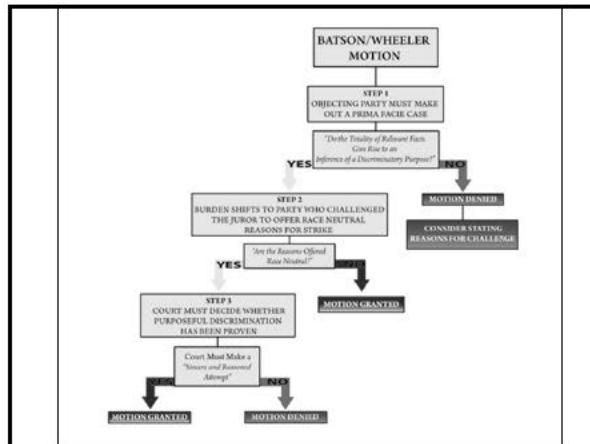 BATSON/WHEELER
MOTION
STEP 1
OBJECTING PARTY MUST MAKE
OUT A PRIMA FACIE CASE
"Do the Totality of Relevant Facts
Give Rise to an
Inference of a Discriminatory Purpose?"
YES
NO
MOTION DENIED
CONSIDER STATING
REASONS FOR CHALLENGE
STEP 2
BURDEN SHIFTS TO PARTY WHO CHALLENGED
THE JUROR TO OFFER RACE NEUTRAL
REASONS FOR STRIKE
"Are the Reasons Offered
Race Neutral?"
YES
NO
MOTION GRANTED
STEP 3
COURT MUST DECIDE WHETHER
PURPOSEFUL DISCRIMINATION
HAS BEEN PROVEN
Court Must Make a
"Sincere and Reasoned
Attempt"
YES
NO
MOTION GRANTED
MOTION DENIED